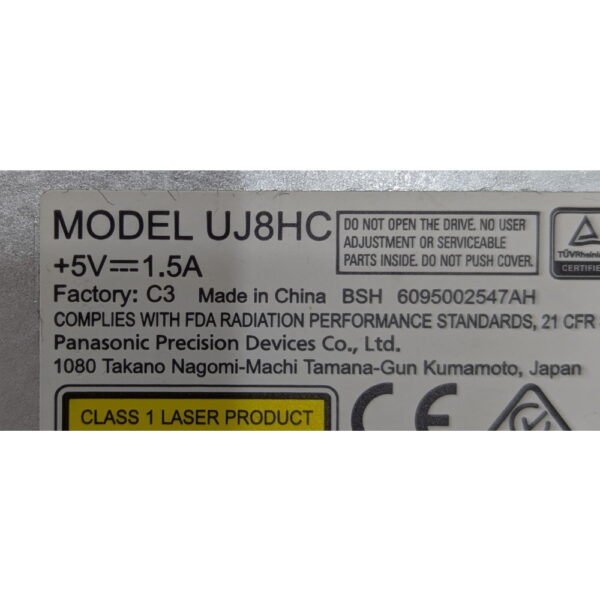 MODEL UJ8HC
DO NOT OPEN THE DRIVE. NO USER
ADJUSTMENT OR SERVICEABLE
PARTS INSIDE. DO NOT PUSH COVER.
TÜVRheinl
CERTIFIE
+5V⎓1.5A
Factory: C3 Made in China BSH 6095002547AH
COMPLIES WITH FDA RADIATION PERFORMANCE STANDARDS, 21 CFR
Panasonic Precision Devices Co., Ltd.
1080 Takano Nagomi-Machi Tamana-Gun Kumamoto, Japan
CLASS 1 LASER PRODUCT
CE